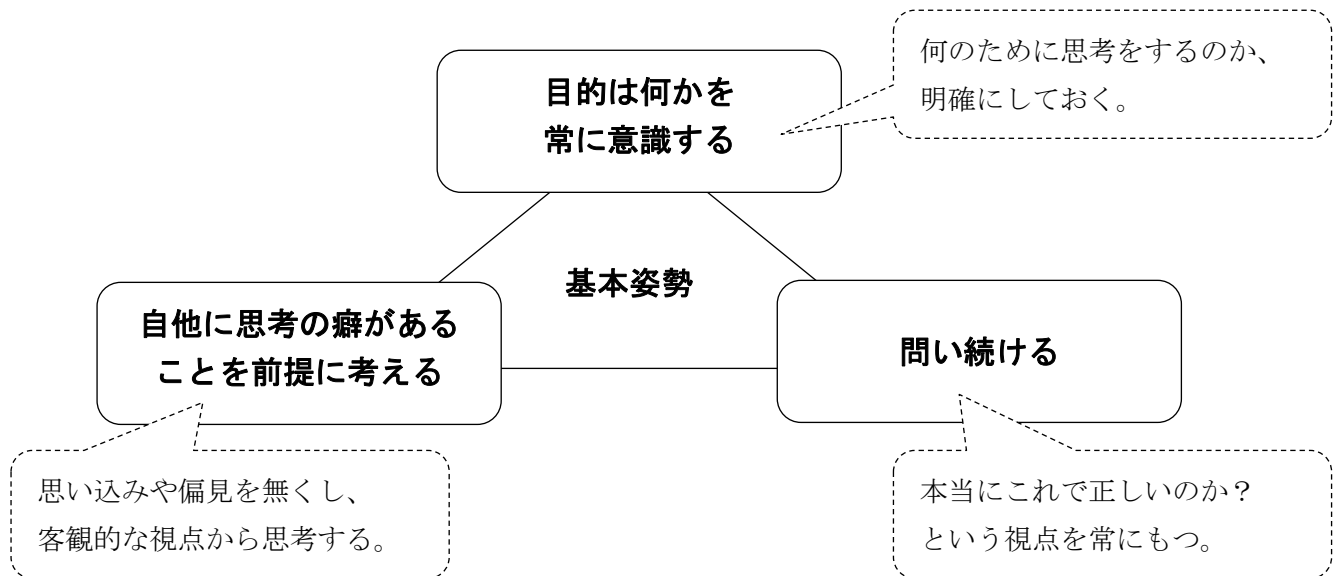 何のために思考をするのか、
明確にしておく。
目的は何かを
常に意識する
基本姿勢
自他に思考の癖がある
ことを前提に考える
問い続ける
思い込みや偏見を無くし、
客観的な視点から思考する。
本当にこれで正しいのか？
という視点を常にもつ。